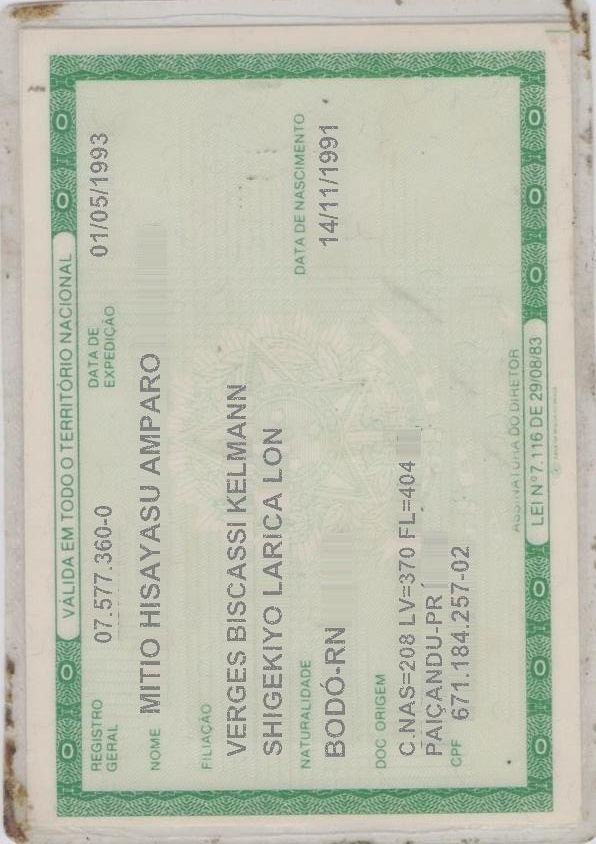 VÁLIDA EM TODO O TERRITÓRIO NACIONAL
REGISTRO GERAL 07.577.360-0 DATA DE EXPEDIÇÃO 01/05/1993
NOME MITIO HISAYASU AMPARO
FILIAÇÃO
VERGES BISCASSI KELMANN
SHIGEKIYO LARICA LON
NATURALIDADE DATA DE NASCIMENTO
BODÓ-RN 14/11/1991
DOC ORIGEM
C.NAS=208 LV=370 FL=404
PAIÇANDU-PR
CPF 671.184.257-02
ASSINATURA DO DIRETOR
LEI Nº 7.116 DE 29/08/83